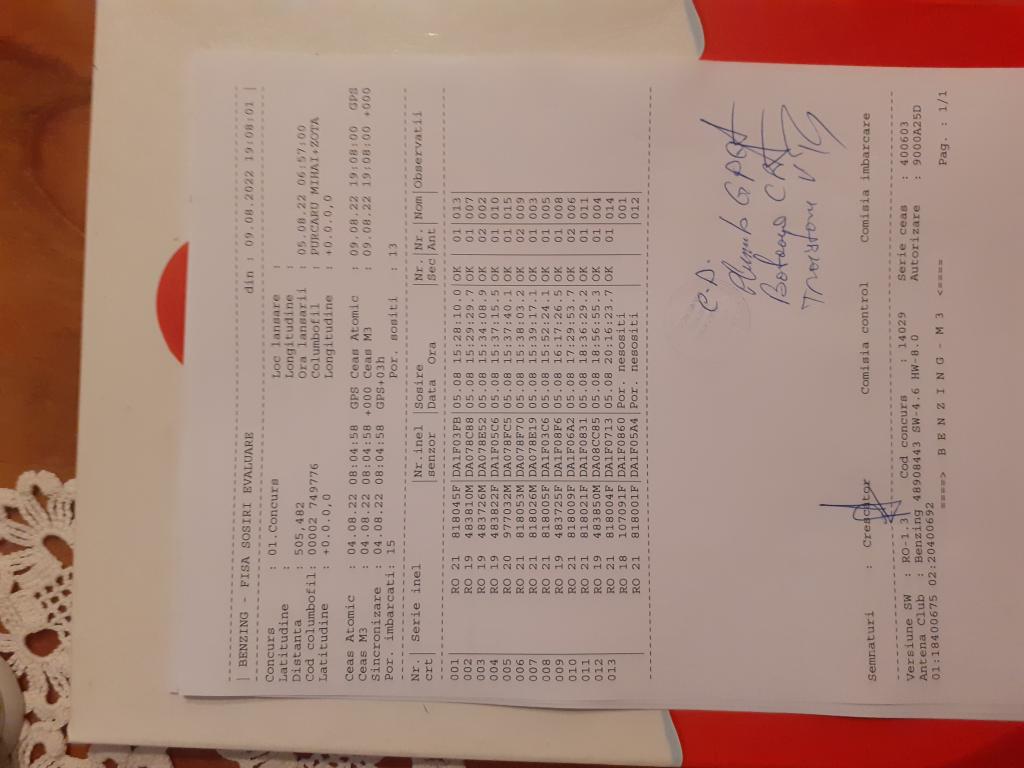 | BENZING - FISA SOSIRI EVALUARE din : 09.08.2022 19:08:01 |
Concurs : 01.Concurs Loc lansare :
Latitudine : Longitudine :
Distanta : 505,482 Ora lansarii : 05.08.22 06:57:00
Cod columbofil: 00002 749776 Columbofil : PURCARU MIHAI+ZOTA
Latitudine : +0.0.0,0 Longitudine : +0.0.0,0
Ceas Atomic : 04.08.22 08:04:58 GPS Ceas Atomic : 09.08.22 19:08:00 GPS
Ceas M3 : 04.08.22 08:04:58 +000 Ceas M3 : 09.08.22 19:08:00 +000
Sincronizare : 04.08.22 08:04:58 GPS+03h
Por. imbarcati: 15 Por. sositi : 13
Nr.| Serie inel |Nr.inel |Sosire |Nr.|Nr.|Nom|Observatii
crt| |senzor |Data Ora |Sec|Ant| |
001| RO 21 818045F|DA1F03FB|05.08 15:28:10.0|OK |01 |013|
002| RO 19 483810M|DA078C88|05.08 15:29:29.7|OK |01 |007|
003| RO 19 483726M|DA078E52|05.08 15:34:08.9|OK |02 |002|
004| RO 19 483822F|DA1F05C6|05.08 15:37:15.5|OK |01 |010|
005| RO 20 977032M|DA078FC5|05.08 15:37:40.1|OK |01 |015|
006| RO 21 818053M|DA078F70|05.08 15:38:03.2|OK |02 |009|
007| RO 21 818026M|DA078E19|05.08 15:39:17.1|OK |01 |003|
008| RO 21 818005F|DA1F03C6|05.08 15:52:24.1|OK |01 |005|
009| RO 19 483725F|DA1F08F6|05.08 16:17:26.5|OK |01 |008|
010| RO 21 818009F|DA1F06A2|05.08 17:29:53.7|OK |02 |006|
011| RO 21 818021F|DA1F0831|05.08 18:36:29.2|OK |01 |011|
012| RO 19 483850M|DA08CC85|05.08 18:56:55.3|OK |01 |004|
013| RO 21 818004F|DA1F0713|05.08 20:16:23.7|OK |01 |014|
RO 18 107091F|DA1F0860|Por. nesositi |001|
RO 21 818001F|DA1F05A4|Por. nesositi |012|
C.D.
Semnaturi : Crescator Comisia control Comisia imbarcare
Versiune SW : RO-1.3 Cod concurs : 14029 Serie ceas : 400603
Antena Club : Benzing 48908443 SW-4.6 HW-8.0 Autorizare : 9000A25D
01:18400675 02:20400692
====> B E N Z I N G - M 3 <==== Pag. : 1/1